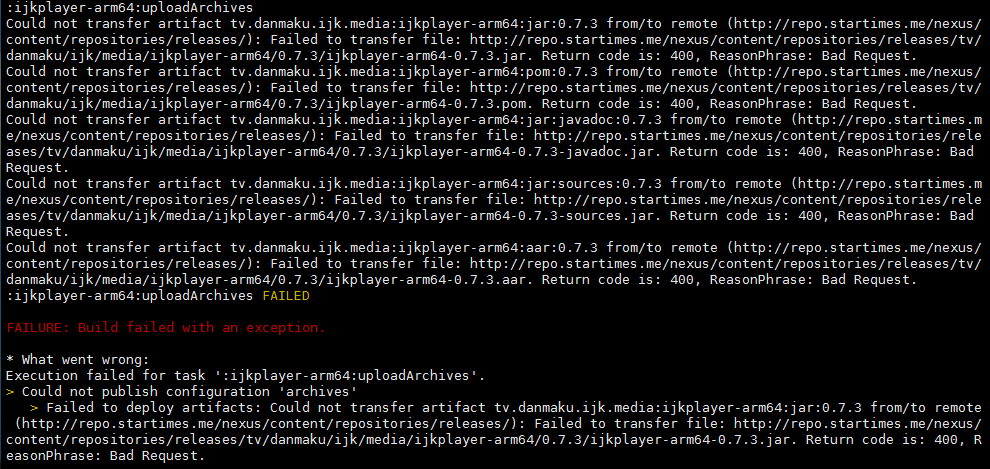 :ijkplayer-arm64:uploadArchives
Could not transfer artifact tv.danmaku.ijk.media:ijkplayer-arm64:jar:0.7.3 from/to remote (http://repo.startimes.me/nexus/
content/repositories/releases/): Failed to transfer file: http://repo.startimes.me/nexus/content/repositories/releases/tv/
danmaku/ijk/media/ijkplayer-arm64/0.7.3/ijkplayer-arm64-0.7.3.jar. Return code is: 400, ReasonPhrase: Bad Request.
Could not transfer artifact tv.danmaku.ijk.media:ijkplayer-arm64:pom:0.7.3 from/to remote (http://repo.startimes.me/nexus/
content/repositories/releases/): Failed to transfer file: http://repo.startimes.me/nexus/content/repositories/releases/tv/
danmaku/ijk/media/ijkplayer-arm64/0.7.3/ijkplayer-arm64-0.7.3.pom. Return code is: 400, ReasonPhrase: Bad Request.
Could not transfer artifact tv.danmaku.ijk.media:ijkplayer-arm64:jar:javadoc:0.7.3 from/to remote (http://repo.startimes.m
e/nexus/content/repositories/releases/): Failed to transfer file: http://repo.startimes.me/nexus/content/repositories/rele
ases/tv/danmaku/ijk/media/ijkplayer-arm64/0.7.3/ijkplayer-arm64-0.7.3-javadoc.jar. Return code is: 400, ReasonPhrase: Bad
Request.
Could not transfer artifact tv.danmaku.ijk.media:ijkplayer-arm64:jar:sources:0.7.3 from/to remote (http://repo.startimes.m
e/nexus/content/repositories/releases/): Failed to transfer file: http://repo.startimes.me/nexus/content/repositories/rele
ases/tv/danmaku/ijk/media/ijkplayer-arm64/0.7.3/ijkplayer-arm64-0.7.3-sources.jar. Return code is: 400, ReasonPhrase: Bad
Request.
Could not transfer artifact tv.danmaku.ijk.media:ijkplayer-arm64:aar:0.7.3 from/to remote (http://repo.startimes.me/nexus/
content/repositories/releases/): Failed to transfer file: http://repo.startimes.me/nexus/content/repositories/releases/tv/
danmaku/ijk/media/ijkplayer-arm64/0.7.3/ijkplayer-arm64-0.7.3.aar. Return code is: 400, ReasonPhrase: Bad Request.
:ijkplayer-arm64:uploadArchives FAILED
FAILURE: Build failed with an exception.
* What went wrong:
Execution failed for task ':ijkplayer-arm64:uploadArchives'.
> Could not publish configuration 'archives'
> Failed to deploy artifacts: Could not transfer artifact tv.danmaku.ijk.media:ijkplayer-arm64:jar:0.7.3 from/to remote
(http://repo.startimes.me/nexus/content/repositories/releases/): Failed to transfer file: http://repo.startimes.me/nexus/
content/repositories/releases/tv/danmaku/ijk/media/ijkplayer-arm64/0.7.3/ijkplayer-arm64-0.7.3.jar. Return code is: 400, R
easonPhrase: Bad Request.